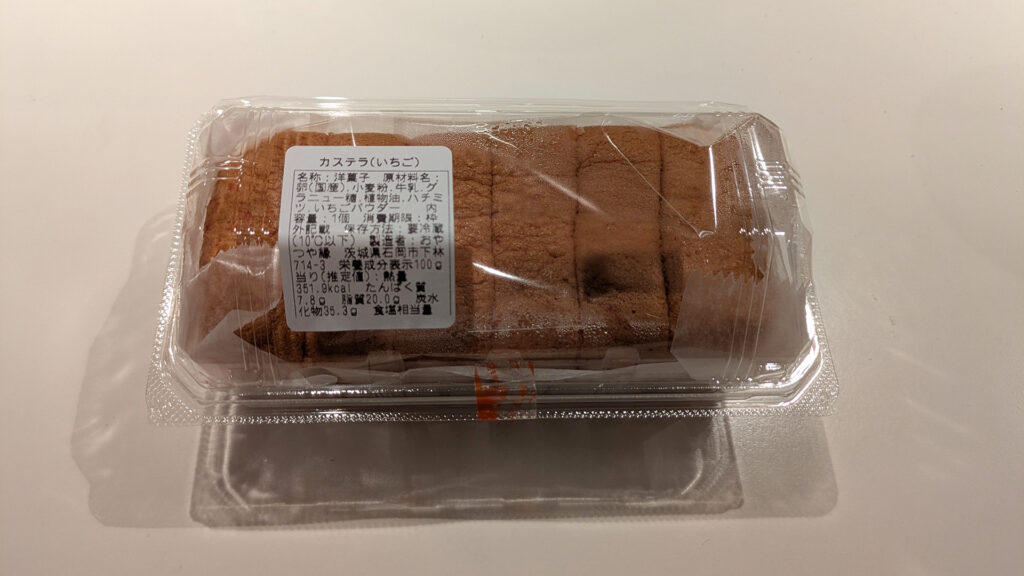 カステラ(いちご)
名称:洋菓子　原材料名:
卵(国産),小麦粉,牛乳,グ
ラニュー糖,植物油,ハチミ
ツ,いちごパウダー　内
容量:1個　消費期限:枠
外記載　保存方法:要冷蔵
(10℃以下)　製造者:おや
つや縁　茨城県石岡市下林
714-3　栄養成分表示100g
当り(推定値):熱量
351.9kcal　たんぱく質
7.8g　脂質20.0g　炭水
化物35.3g　食塩相当量